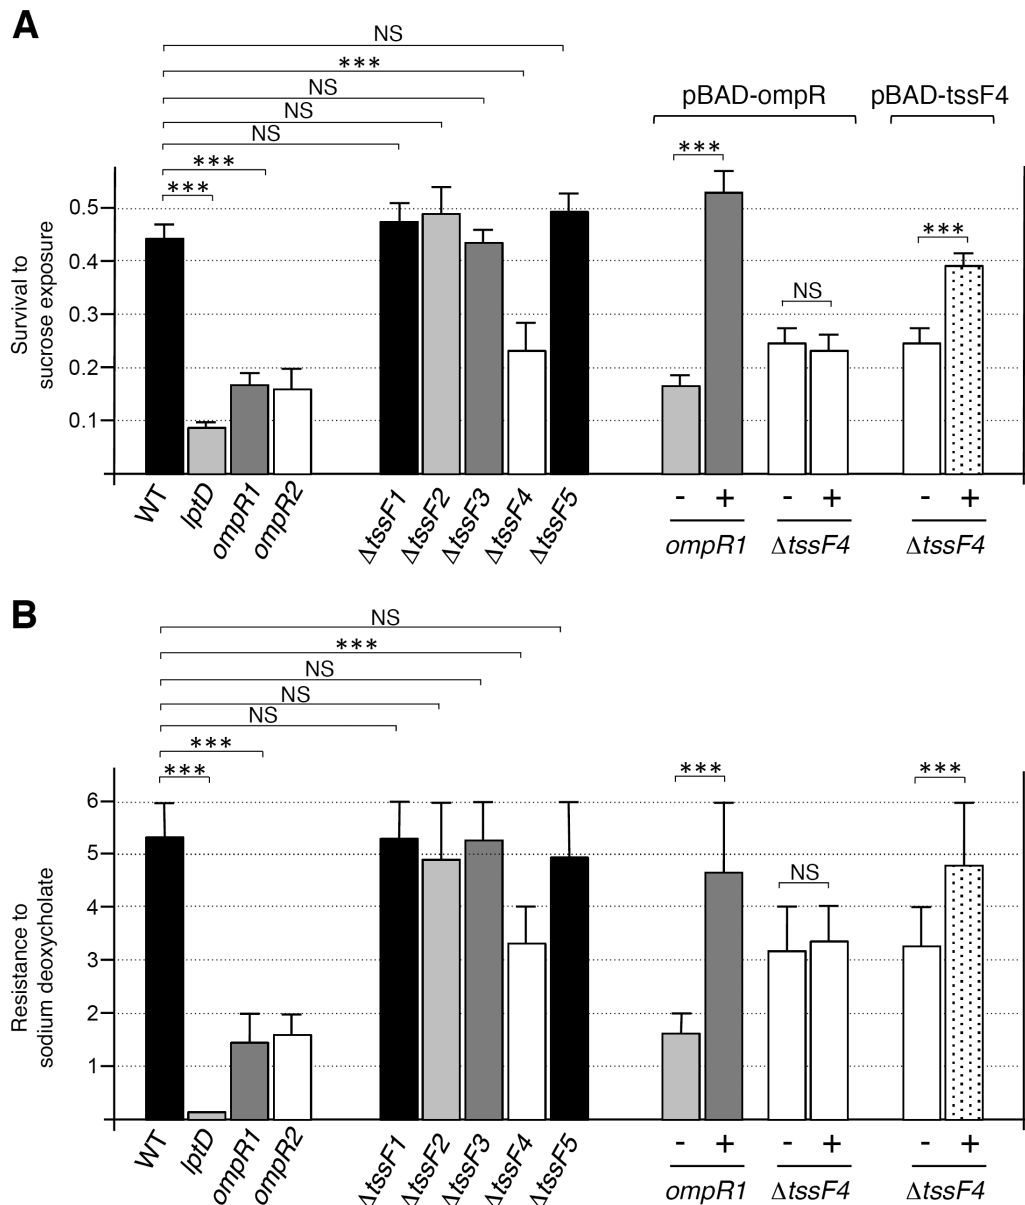 A
NS
***
NS
NS
NS
***
***
pBAD-ompR
pBAD-tssF4
***
***
NS
Survival to
sucrose exposure
0.5
0.4
0.3
0.2
0.1
WT
lptD
ompR1
ompR2
ΔtssF1
ΔtssF2
ΔtssF3
ΔtssF4
ΔtssF5
- + - + - +
ompR1 ΔtssF4 ΔtssF4
B
NS
***
NS
NS
NS
***
***
***
***
NS
Resistance to
sodium deoxycholate
6
5
4
3
2
1
WT
lptD
ompR1
ompR2
ΔtssF1
ΔtssF2
ΔtssF3
ΔtssF4
ΔtssF5
- + - + - +
ompR1 ΔtssF4 ΔtssF4